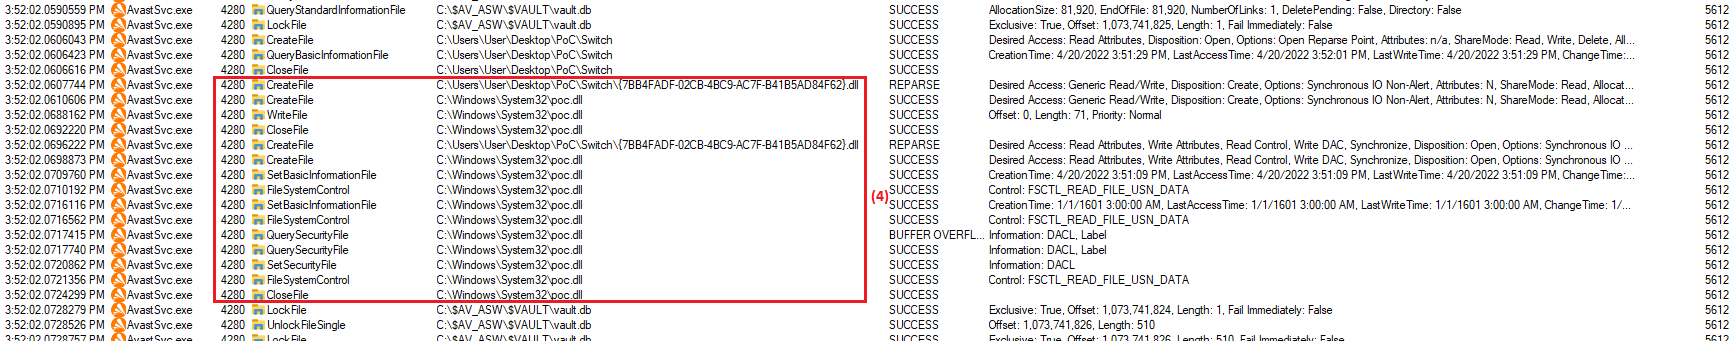 3:52:02.0590559 PM AvastSvc.exe 4280 QueryStandardInformationFile C:\$AV_ASW\$VAULT\vault.db SUCCESS AllocationSize: 81,920, EndOfFile: 81,920, NumberOfLinks: 1, DeletePending: False, Directory: False 5612
3:52:02.0590895 PM AvastSvc.exe 4280 LockFile C:\$AV_ASW\$VAULT\vault.db SUCCESS Exclusive: True, Offset: 1,073,741,825, Length: 1, Fail Immediately: False 5612
3:52:02.0606043 PM AvastSvc.exe 4280 CreateFile C:\Users\User\Desktop\PoC\Switch SUCCESS Desired Access: Read Attributes, Disposition: Open, Options: Open Reparse Point, Attributes: n/a, ShareMode: Read, Write, Delete, All... 5612
3:52:02.0606423 PM AvastSvc.exe 4280 QueryBasicInformationFile C:\Users\User\Desktop\PoC\Switch SUCCESS CreationTime: 4/20/2022 3:51:29 PM, LastAccessTime: 4/20/2022 3:52:01 PM, LastWriteTime: 4/20/2022 3:51:29 PM, ChangeTime:... 5612
3:52:02.0606616 PM AvastSvc.exe 4280 CloseFile C:\Users\User\Desktop\PoC\Switch SUCCESS 5612
3:52:02.0607744 PM AvastSvc.exe 4280 CreateFile C:\Users\User\Desktop\PoC\Switch\{7BB4FADF-02CB-4BC9-AC7F-B41B5AD84F62}.dll REPARSE Desired Access: Generic Read/Write, Disposition: Create, Options: Synchronous IO Non-Alert, Attributes: N, ShareMode: Read, Allocat... 5612
3:52:02.0610606 PM AvastSvc.exe 4280 CreateFile C:\Windows\System32\poc.dll SUCCESS Desired Access: Generic Read/Write, Disposition: Create, Options: Synchronous IO Non-Alert, Attributes: N, ShareMode: Read, Allocat... 5612
3:52:02.0688162 PM AvastSvc.exe 4280 WriteFile C:\Windows\System32\poc.dll SUCCESS Offset: 0, Length: 71, Priority: Normal 5612
3:52:02.0692220 PM AvastSvc.exe 4280 CloseFile C:\Windows\System32\poc.dll SUCCESS 5612
3:52:02.0696222 PM AvastSvc.exe 4280 CreateFile C:\Users\User\Desktop\PoC\Switch\{7BB4FADF-02CB-4BC9-AC7F-B41B5AD84F62}.dll REPARSE Desired Access: Read Attributes, Write Attributes, Read Control, Write DAC, Synchronize, Disposition: Open, Options: Synchronous IO ... 5612
3:52:02.0698873 PM AvastSvc.exe 4280 CreateFile C:\Windows\System32\poc.dll SUCCESS Desired Access: Read Attributes, Write Attributes, Read Control, Write DAC, Synchronize, Disposition: Open, Options: Synchronous IO ... 5612
3:52:02.0709760 PM AvastSvc.exe 4280 SetBasicInformationFile C:\Windows\System32\poc.dll SUCCESS CreationTime: 4/20/2022 3:51:09 PM, LastAccessTime: 4/20/2022 3:51:09 PM, LastWriteTime: 4/20/2022 3:51:09 PM, ChangeTime:... 5612
3:52:02.0710192 PM AvastSvc.exe 4280 FileSystemControl C:\Windows\System32\poc.dll (4) SUCCESS Control: FSCTL_READ_FILE_USN_DATA 5612
3:52:02.0716116 PM AvastSvc.exe 4280 SetBasicInformationFile C:\Windows\System32\poc.dll SUCCESS CreationTime: 1/1/1601 3:00:00 AM, LastAccessTime: 1/1/1601 3:00:00 AM, LastWriteTime: 1/1/1601 3:00:00 AM, ChangeTime: 1/... 5612
3:52:02.0716562 PM AvastSvc.exe 4280 FileSystemControl C:\Windows\System32\poc.dll SUCCESS Control: FSCTL_READ_FILE_USN_DATA 5612
3:52:02.0717415 PM AvastSvc.exe 4280 QuerySecurityFile C:\Windows\System32\poc.dll BUFFER OVERFL... Information: DACL, Label 5612
3:52:02.0717740 PM AvastSvc.exe 4280 QuerySecurityFile C:\Windows\System32\poc.dll SUCCESS Information: DACL, Label 5612
3:52:02.0720862 PM AvastSvc.exe 4280 SetSecurityFile C:\Windows\System32\poc.dll SUCCESS Information: DACL 5612
3:52:02.0721356 PM AvastSvc.exe 4280 FileSystemControl C:\Windows\System32\poc.dll SUCCESS Control: FSCTL_READ_FILE_USN_DATA 5612
3:52:02.0724299 PM AvastSvc.exe 4280 CloseFile C:\Windows\System32\poc.dll SUCCESS 5612
3:52:02.0728279 PM AvastSvc.exe 4280 LockFile C:\$AV_ASW\$VAULT\vault.db SUCCESS Exclusive: True, Offset: 1,073,741,824, Length: 1, Fail Immediately: False 5612
3:52:02.0728526 PM AvastSvc.exe 4280 UnlockFileSingle C:\$AV_ASW\$VAULT\vault.db SUCCESS Offset: 1,073,741,826, Length: 510 5612
3:52:02.0728757 PM AvastSvc.exe 4280 LockFile C:\$AV_ASW\$VAULT\vault.db SUCCESS Exclusive: True, Offset: 1,073,741,826, Length: 510, Fail Immediately: False 5612